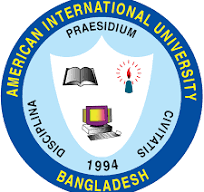 AMERICAN INTERNATIONAL UNIVERSITY
PRAESIDIUM
DISCIPLINA
CIVITATIS
1994
BANGLADESH